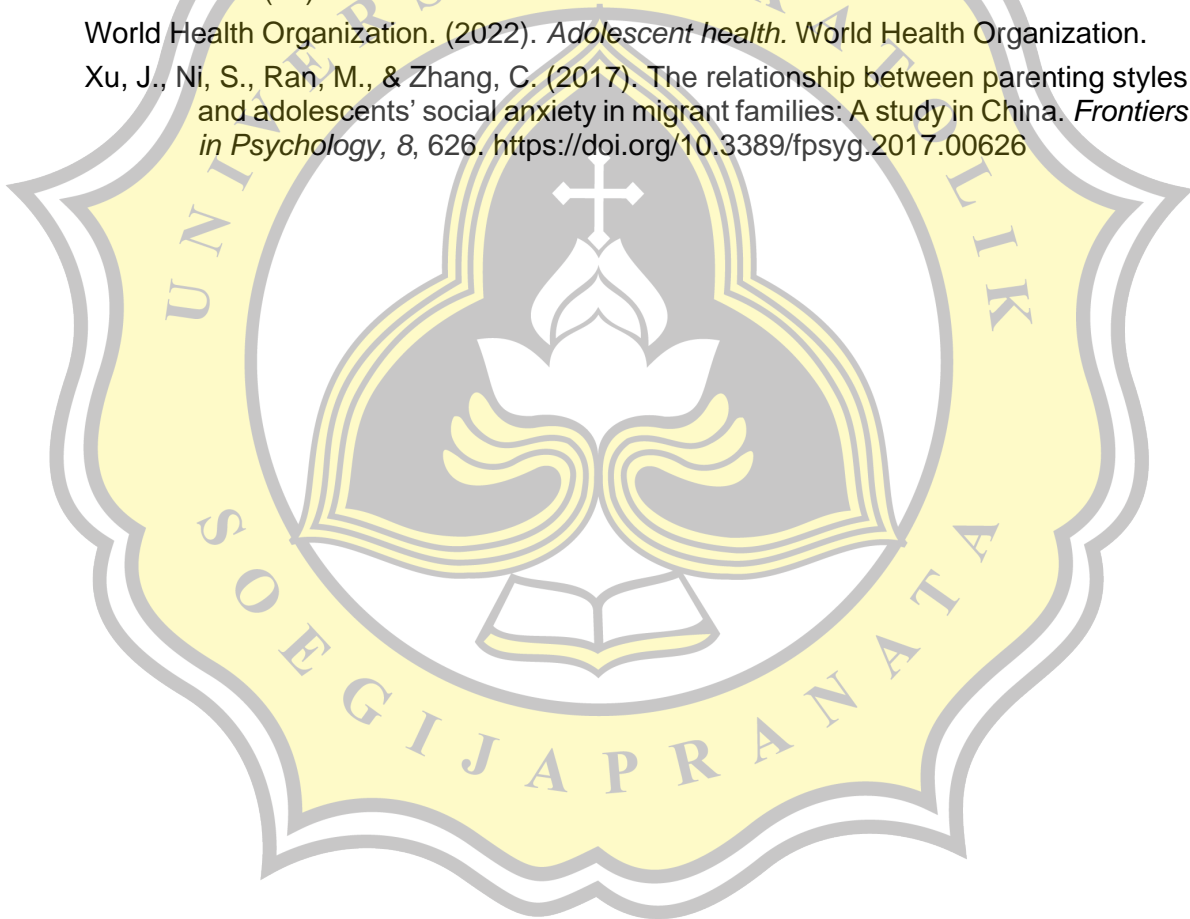 World Health Organization. (2022). Adolescent health. World Health Organization.
Xu, J., Ni, S., Ran, M., & Zhang, C. (2017). The relationship between parenting styles
and adolescents’ social anxiety in migrant families: A study in China. Frontiers
in Psychology, 8, 626. https://doi.org/10.3389/fpsyg.2017.00626
SOEGIJAPRANATA